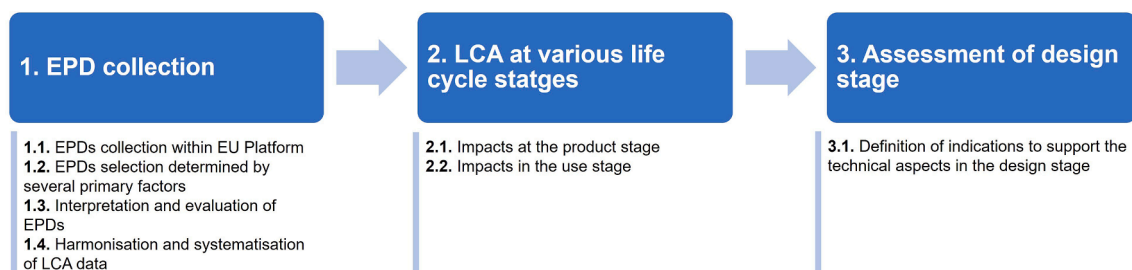 1. EPD collection
1.1. EPDs collection within EU Platform
1.2. EPDs selection determined by
several primary factors
1.3. Interpretation and evaluation of
EPDs
1.4. Harmonisation and systematisation
of LCA data
2. LCA at various life
cycle statges
2.1. Impacts at the product stage
2.2. Impacts in the use stage
3. Assessment of design
stage
3.1. Definition of indications to support the
technical aspects in the design stage